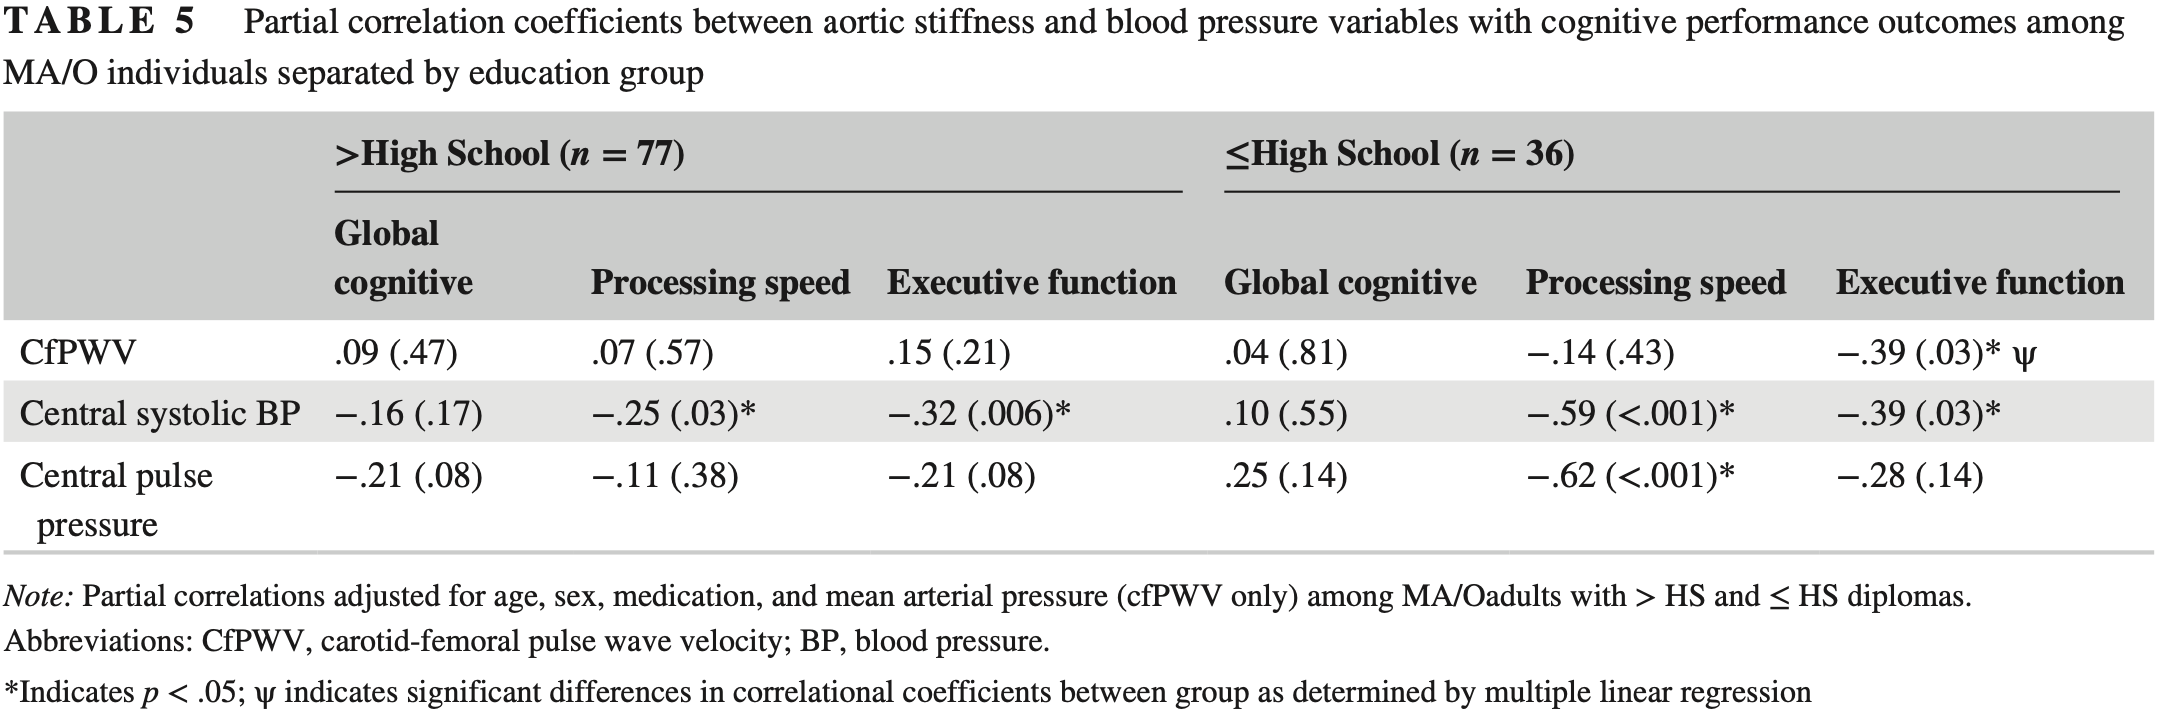 TABLE 5 Partial correlation coefficients between aortic stiffness and blood pressure variables with cognitive performance outcomes among
MA/O individuals separated by education group
>High School (n = 77) ≤High School (n = 36)
Global
cognitive Processing speed Executive function Global cognitive Processing speed Executive function
CfPWV .09 (.47) .07 (.57) .15 (.21) .04 (.81) −.14 (.43) −.39 (.03)* ψ
Central systolic BP −.16 (.17) −.25 (.03)* −.32 (.006)* .10 (.55) −.59 (<.001)* −.39 (.03)*
Central pulse −.21 (.08) −.11 (.38) −.21 (.08) .25 (.14) −.62 (<.001)* −.28 (.14)
pressure
Note: Partial correlations adjusted for age, sex, medication, and mean arterial pressure (cfPWV only) among MA/Oadults with > HS and ≤ HS diplomas.
Abbreviations: CfPWV, carotid-femoral pulse wave velocity; BP, blood pressure.
*Indicates p < .05; ψ indicates significant differences in correlational coefficients between group as determined by multiple linear regression